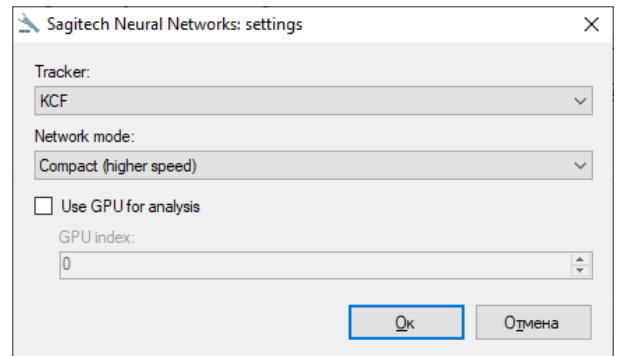 Sagitech Neural Networks: settings
Tracker:
KCF
Network mode:
Compact (higher speed)
Use GPU for analysis
GPU index:
0
Ок
Отмена